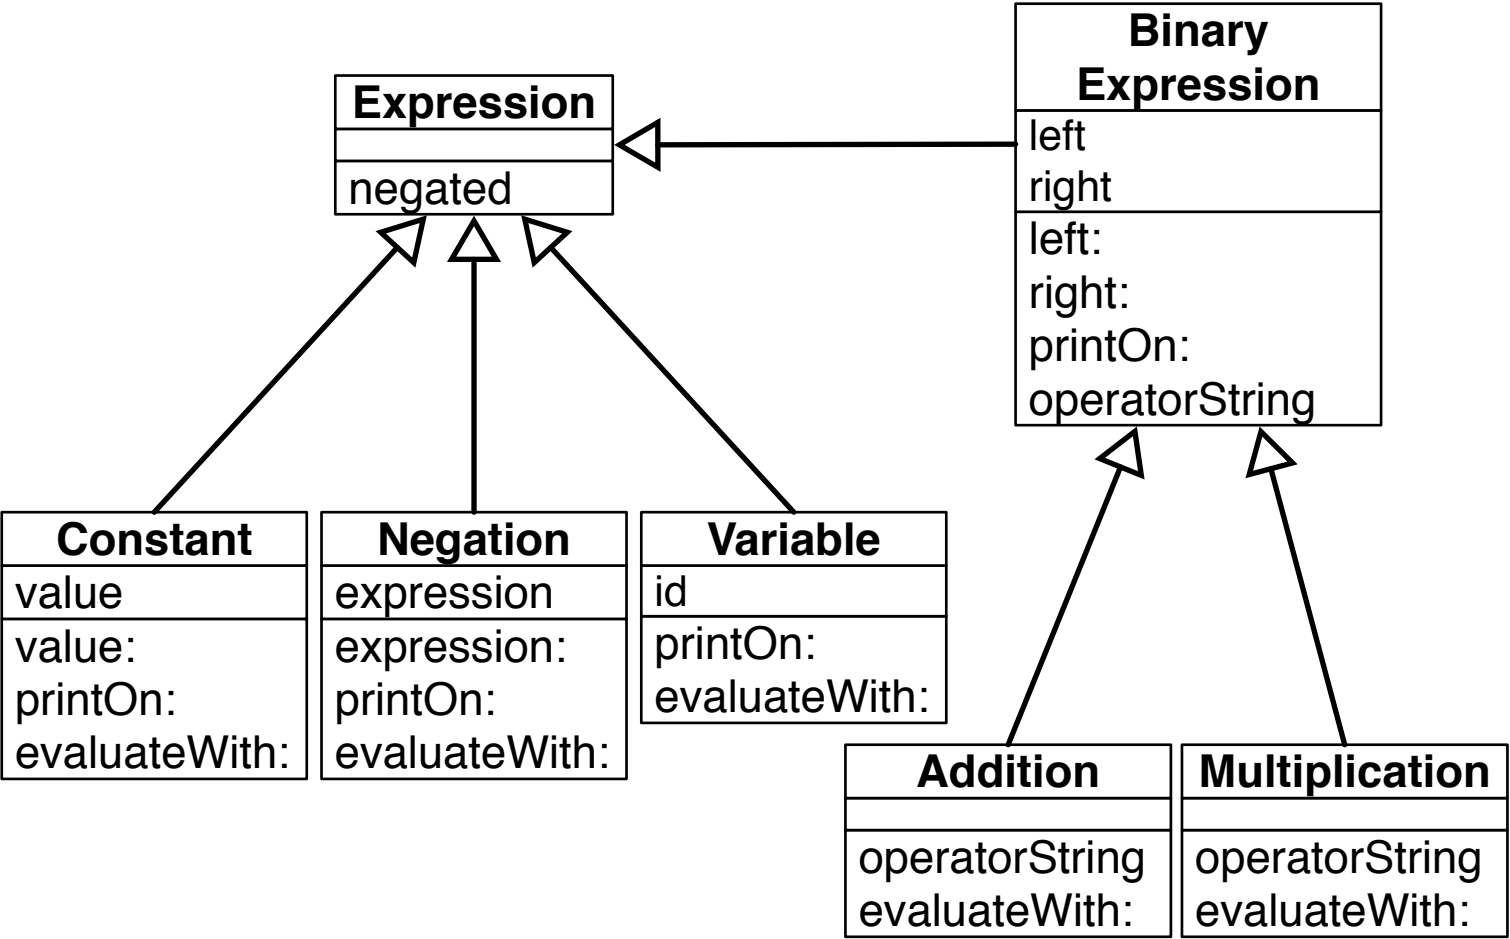 Expression
negated
Binary
Expression
left
right
left:
right:
printOn:
operatorString
Constant
value
value:
printOn:
evaluateWith:
Negation
expression
expression:
printOn:
evaluateWith:
Variable
id
printOn:
evaluateWith:
Addition
operatorString
evaluateWith:
Multiplication
operatorString
evaluateWith: